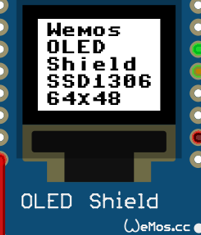 Wemos
OLED
Shield
SSD1306
64x48
OLED Shield
WeMos.cc